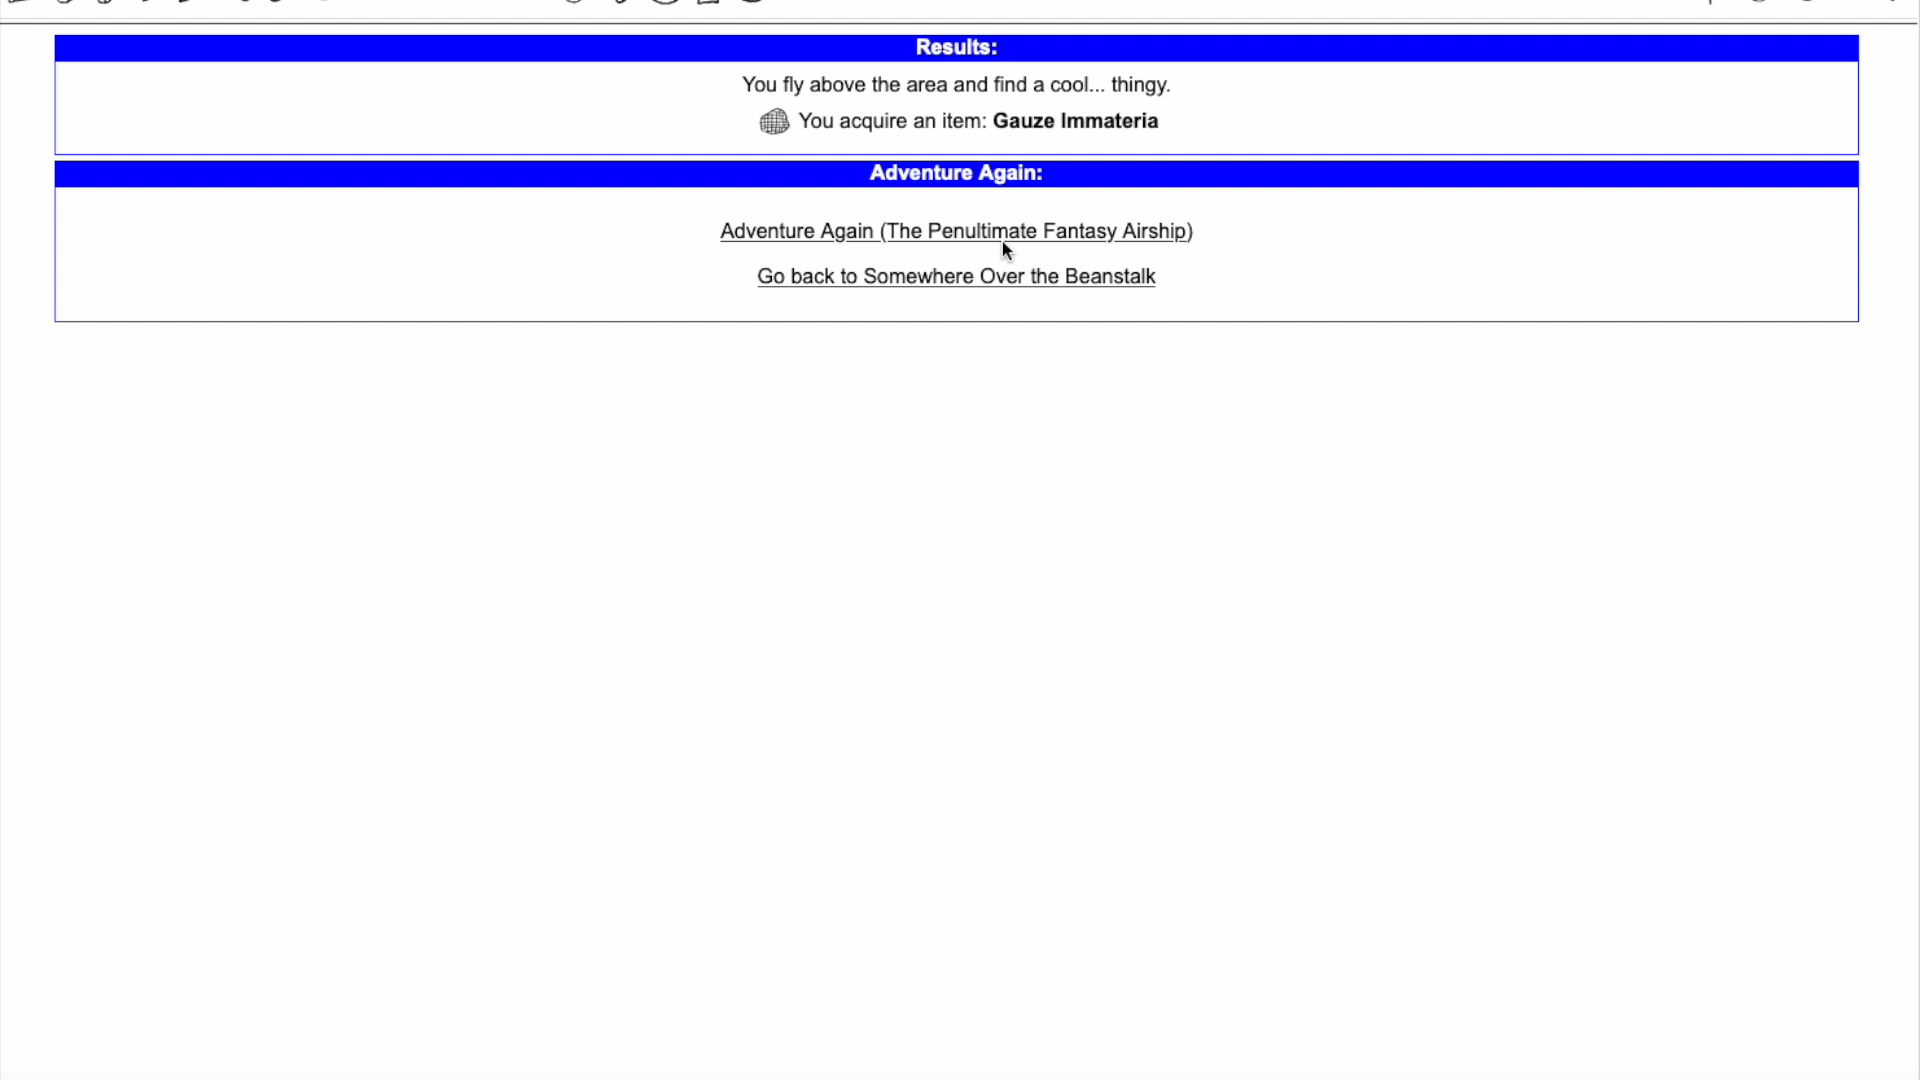 Results:
You fly above the area and find a cool... thingy.
You acquire an item: Gauze Immateria
Adventure Again:
Adventure Again (The Penultimate Fantasy Airship)
Go back to Somewhere Over the Beanstalk